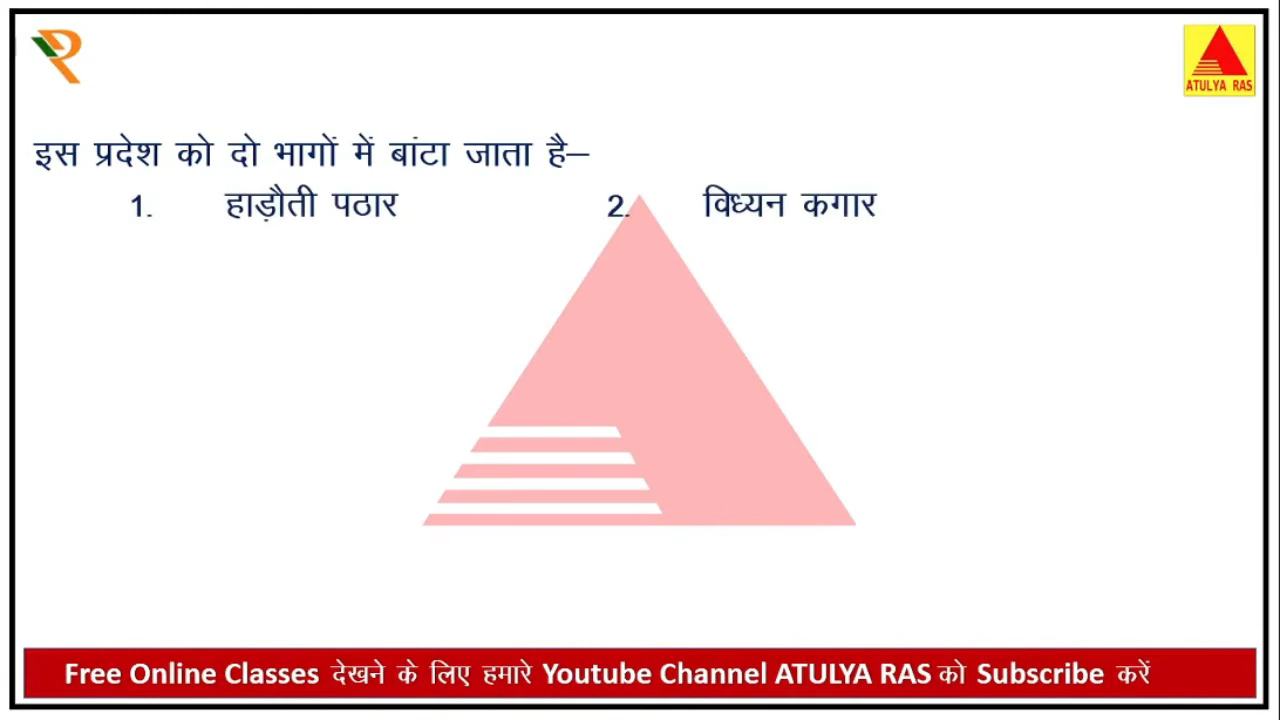 ATULYA RAS
इस प्रदेश को दो भागों में बांटा जाता है–
1. हाड़ौती पठार 2. विध्यन कगार
Free Online Classes देखने के लिए हमारे Youtube Channel ATULYA RAS को Subscribe करें